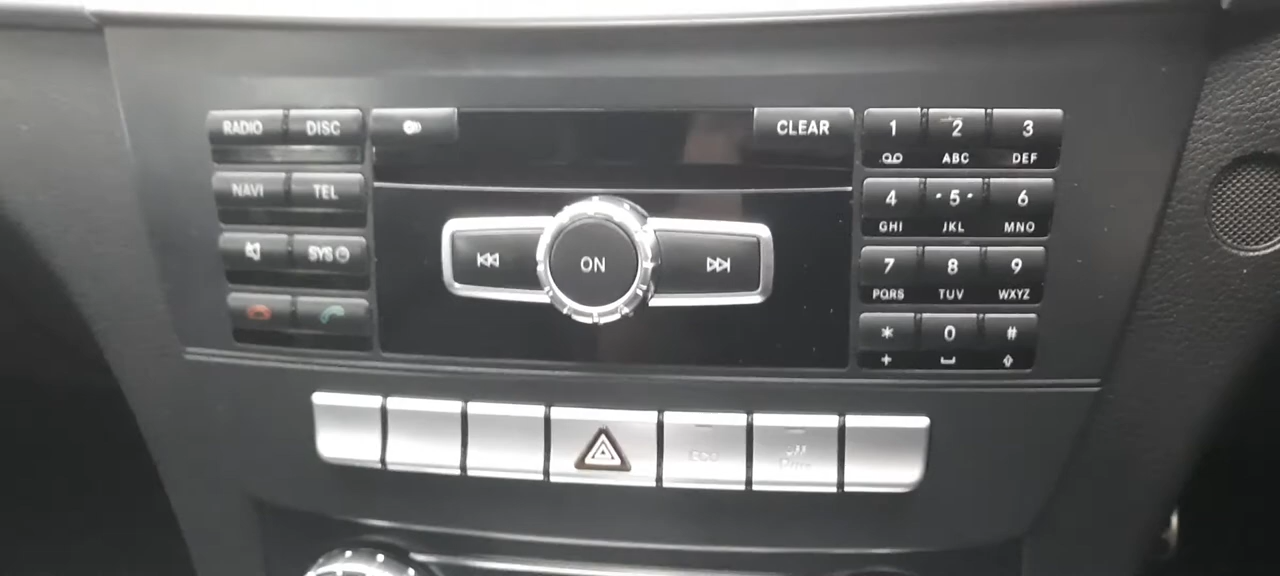 RADIO DISC
CLEAR
NAVI TEL
SYS
ON
1 2 3
ABC DEF
4 5 6
GHI JKL MNO
7 8 9
PQRS TUV WXYZ
* 0 #
+
ECO
OFF